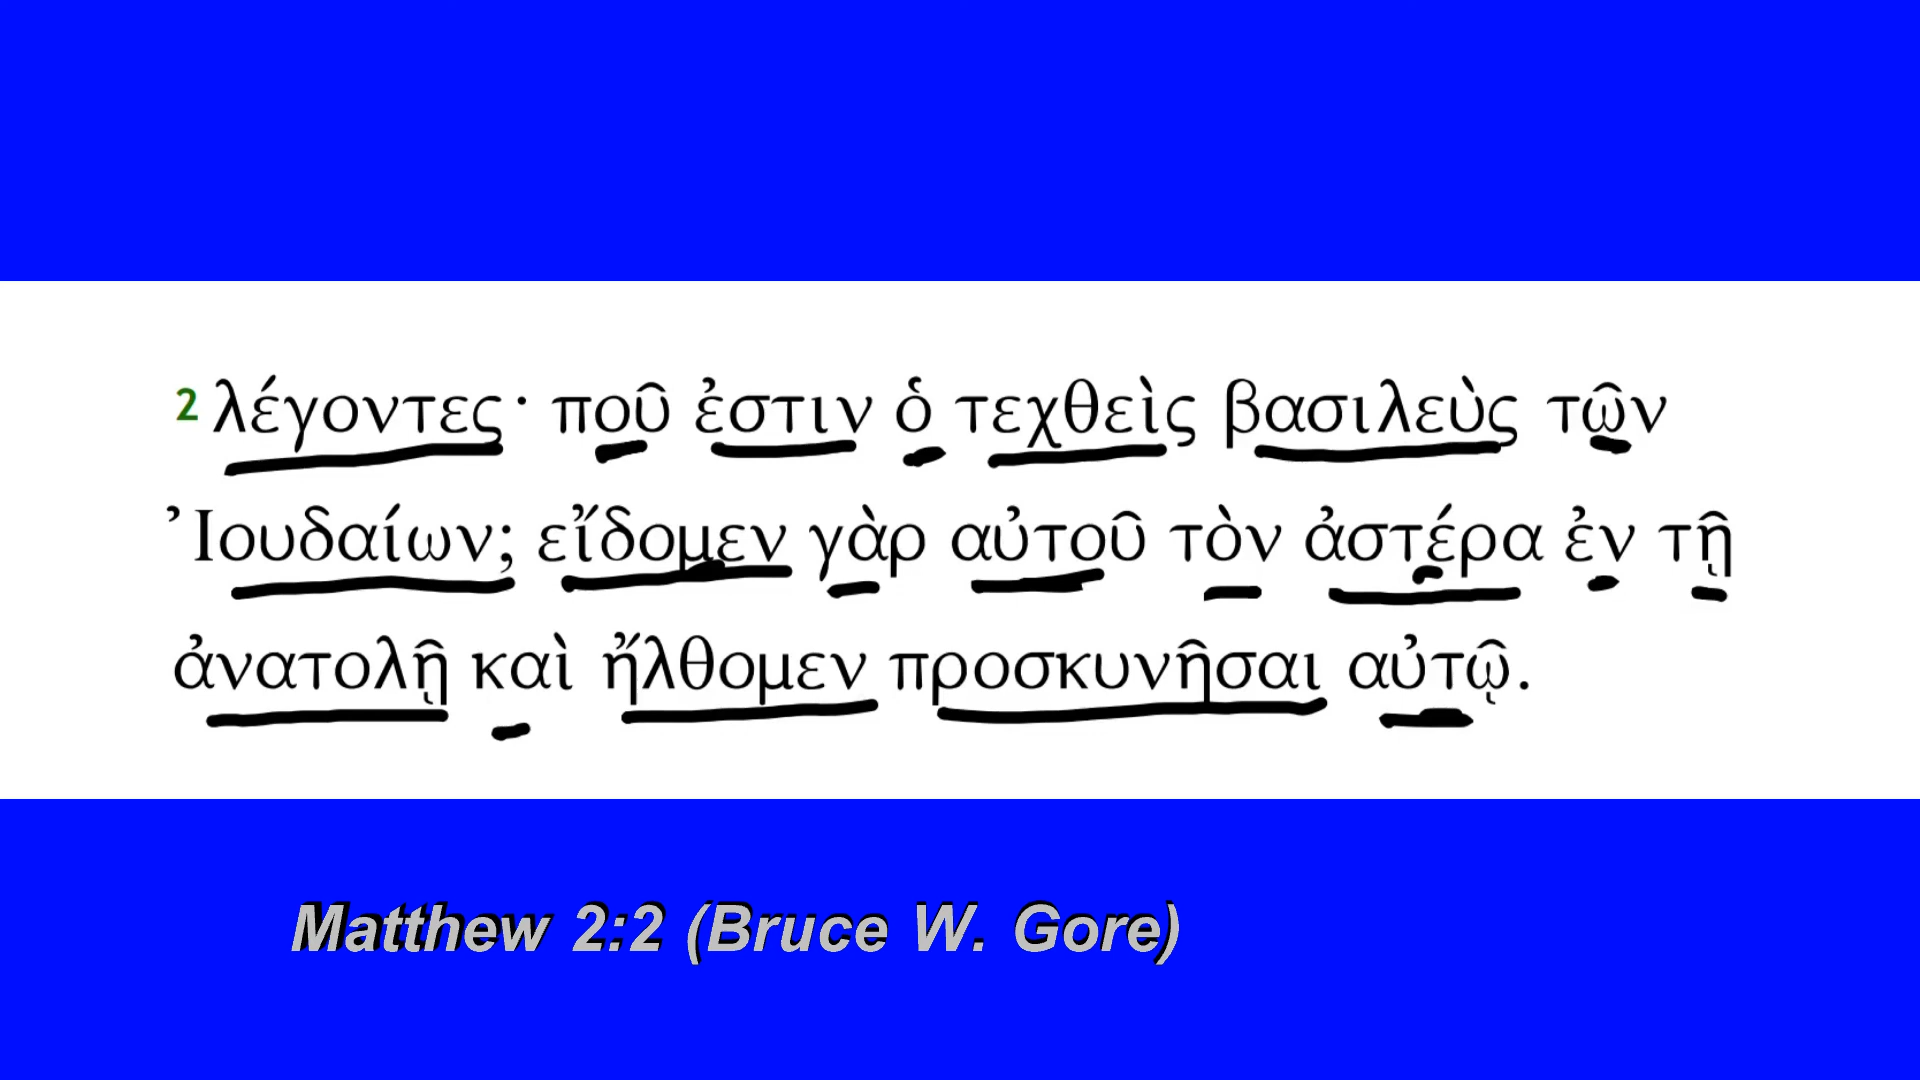 2 λέγοντες· ποῦ ἐστιν ὁ τεχθεὶς βασιλεὺς τῶν
Ἰουδαίων; εἴδομεν γὰρ αὐτοῦ τὸν ἀστέρα ἐν τῇ
ἀνατολῇ καὶ ἤλθομεν προσκυνῆσαι αὐτῷ.
Matthew 2:2 (Bruce W. Gore)